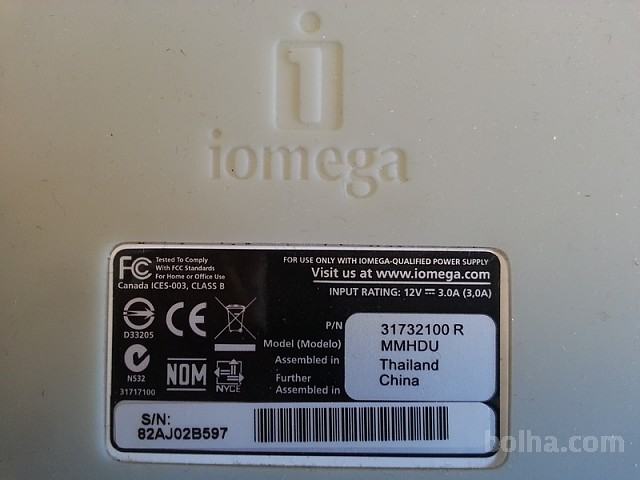 iomega
FC Tested To Comply
With FCC Standards
For Home or Office Use
Canada ICES-003, CLASS B
FOR USE ONLY WITH IOMEGA-QUALIFIED POWER SUPPLY
Visit us at www.iomega.com
INPUT RATING: 12V ⎓ 3.0A (3,0A)
D33205
CE
N532
31717100
NOM
NYCE
P/N 31732100 R
Model (Modelo) MMHDU
Assembled in Thailand
Further
Assembled in China
S/N:
82AJ02B597
bolha.com